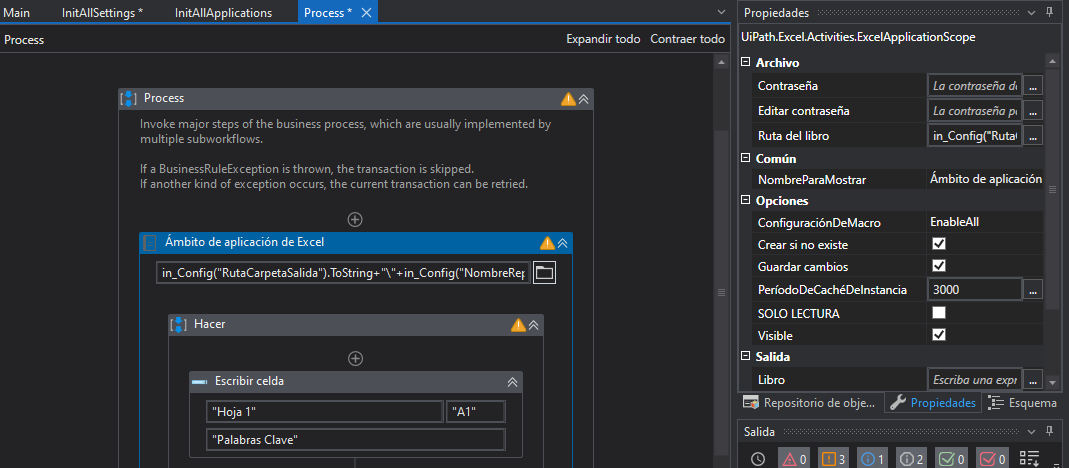 Main InitAllSettings * InitAllApplications Process *
Process Expandir todo Contraer todo
Process
Invoke major steps of the business process, which are usually implemented by
multiple subworkflows.
If a BusinessRuleException is thrown, the transaction is skipped.
If another kind of exception occurs, the current transaction can be retried.
Ámbito de aplicación de Excel
in_Config("RutaCarpetaSalida").ToString+"\"+in_Config("NombreRep
Hacer
Escribir celda
"Hoja 1" "A1"
"Palabras Clave"
Propiedades
UiPath.Excel.Activities.ExcelApplicationScope
Archivo
Contraseña La contraseña de ...
Editar contraseña La contraseña pa ...
Ruta del libro in_Config("Ruta( ...
Común
NombreParaMostrar Ámbito de aplicación
Opciones
ConfiguraciónDeMacro EnableAll
Crear si no existe
Guardar cambios
PeríodoDeCachéDeInstancia 3000 ...
SOLO LECTURA
Visible
Salida
Libro Escriba una expr ...
Repositorio de obje... Propiedades Esquema
Salida
0 3 1 2 0 0